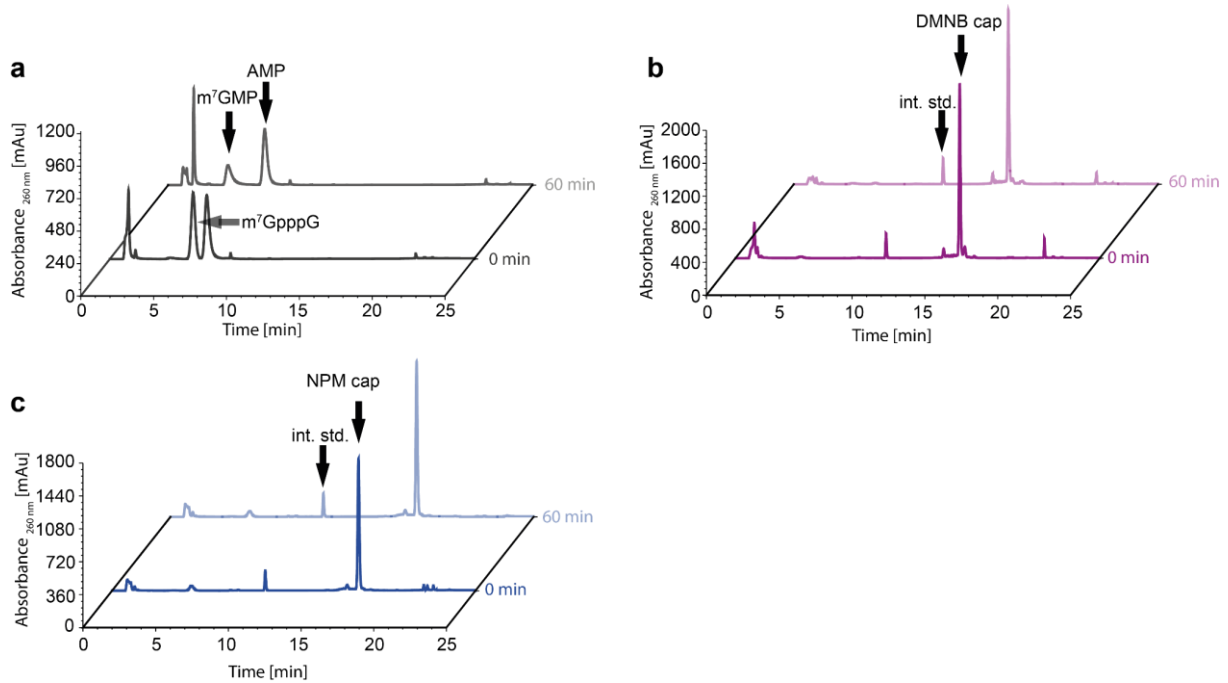 a
AMP
m⁷GMP
1200
960
720
480
240
0
Absorbance 260 nm [mAu]
60 min
m⁷GpppG
0 min
0 5 10 15 20 25
Time [min]
b
DMNB cap
int. std.
2000
1600
1200
800
400
0
Absorbance 260 nm [mAu]
60 min
0 min
0 5 10 15 20 25
Time [min]
c
NPM cap
int. std.
1800
1440
1080
720
360
0
Absorbance 260 nm [mAu]
60 min
0 min
0 5 10 15 20 25
Time [min]